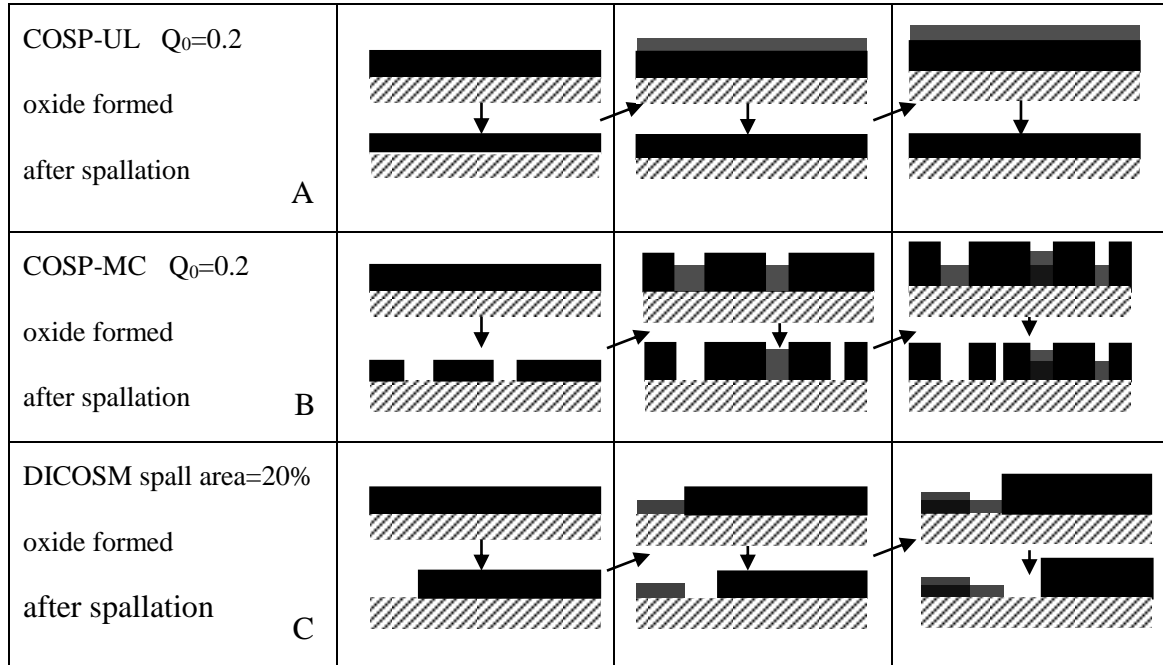 COSP-UL Q₀=0.2
oxide formed
after spallation
A
COSP-MC Q₀=0.2
oxide formed
after spallation
B
DICOSM spall area=20%
oxide formed
after spallation
C